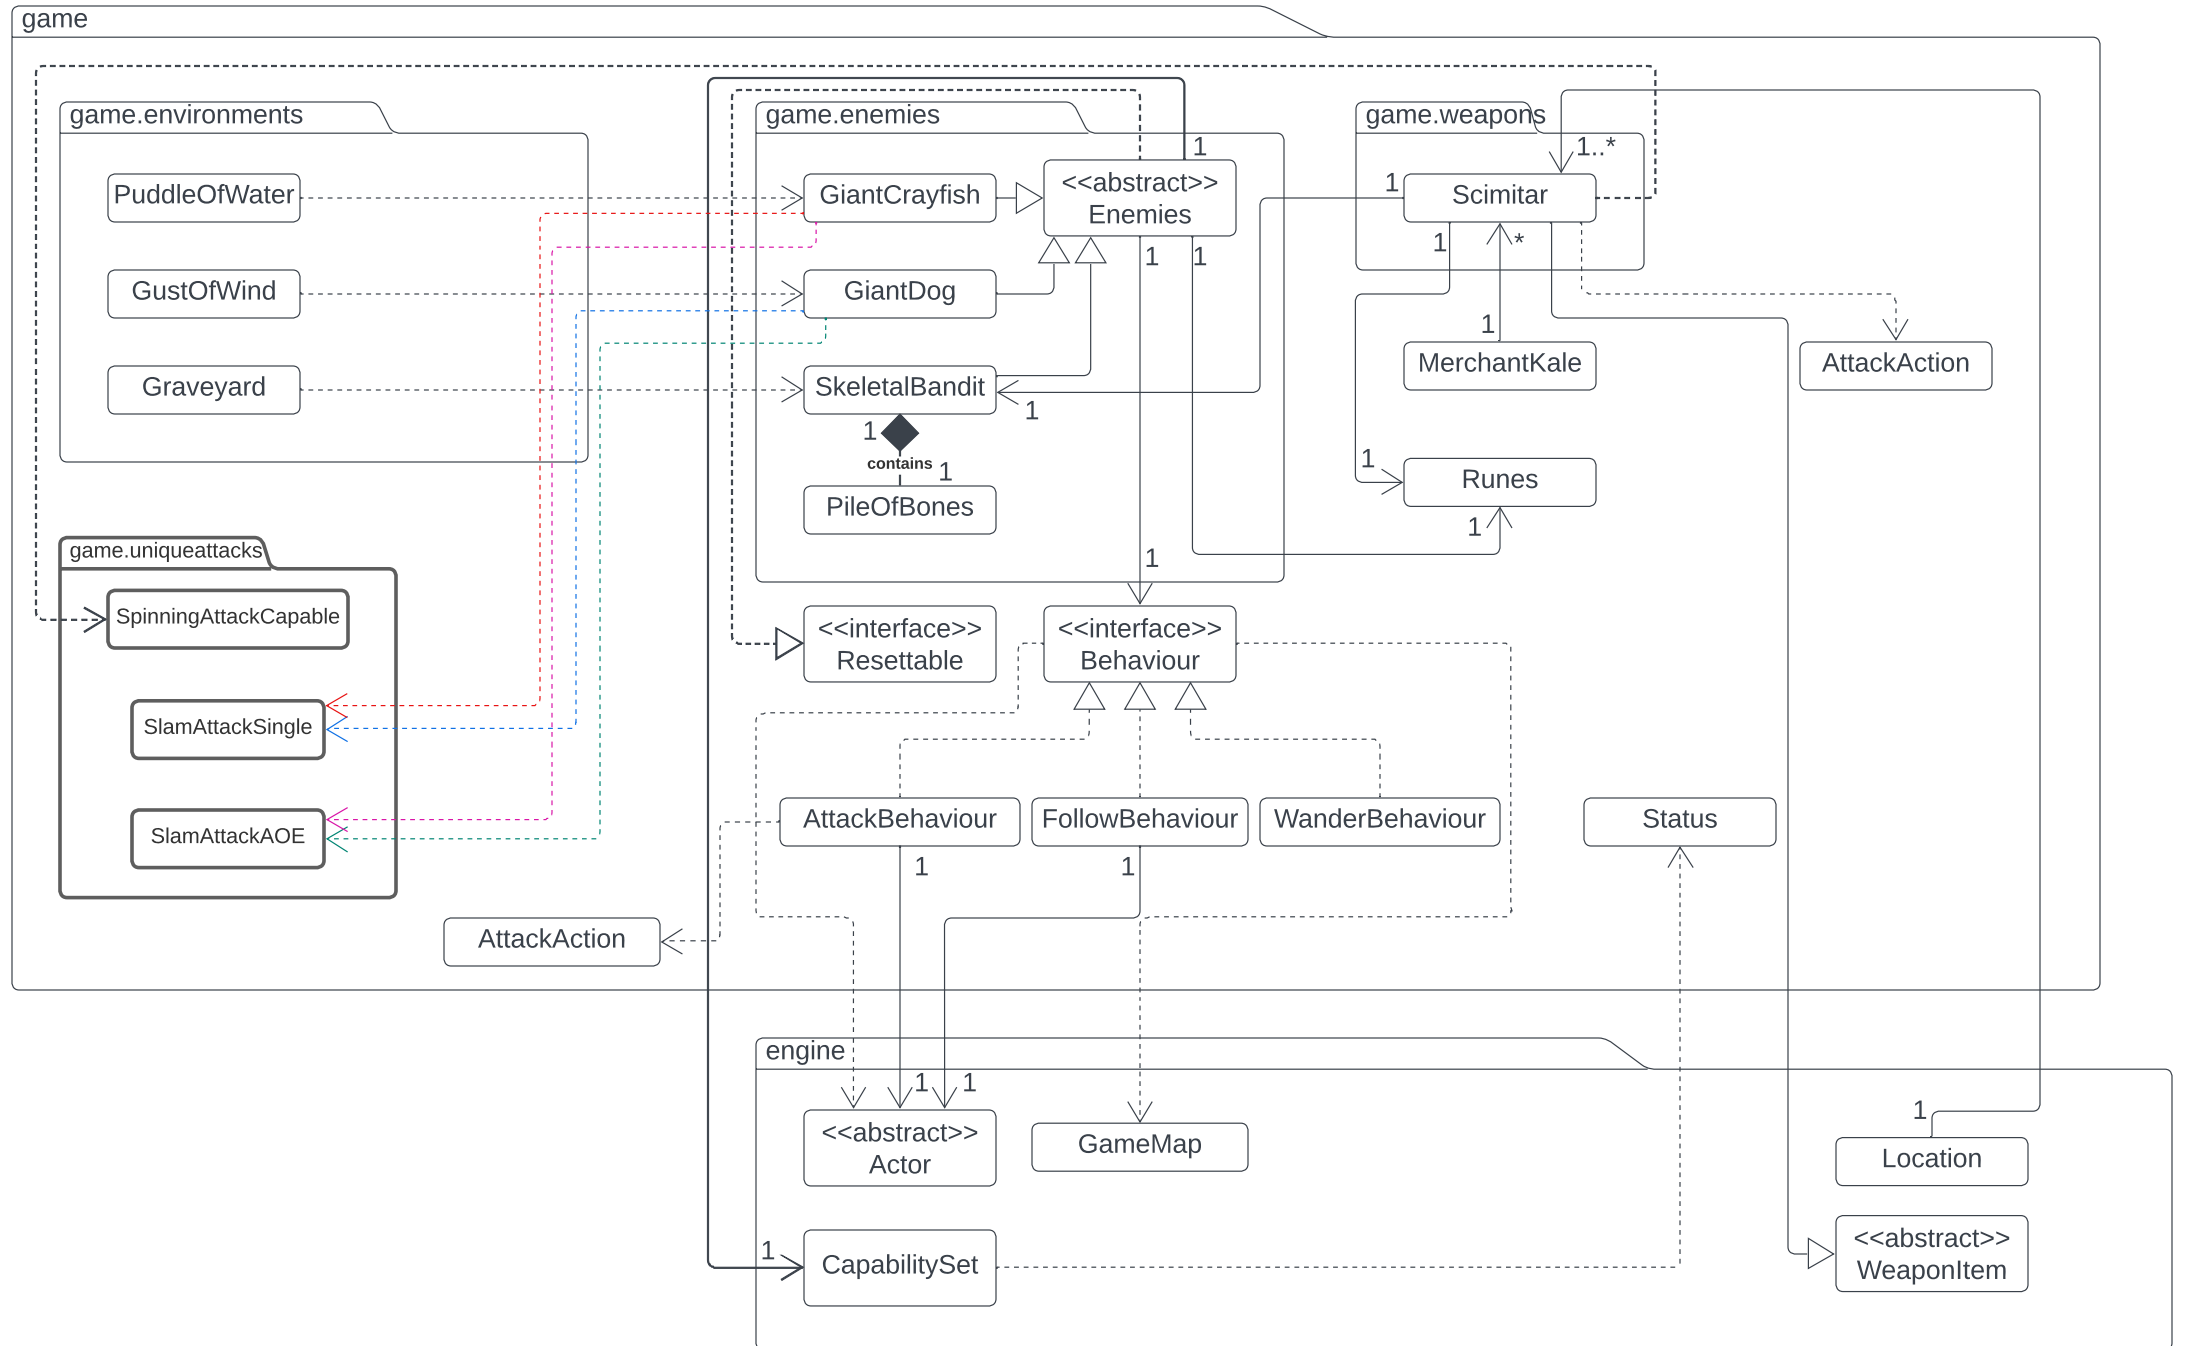 game
game.environments
game.enemies
game.weapons
1
1..*
PuddleOfWater
GiantCrayfish
<<abstract>>
Enemies
1
Scimitar
1
1
1
*
GustOfWind
GiantDog
1
MerchantKale
AttackAction
Graveyard
SkeletalBandit
1
1
contains
1
1
Runes
PileOfBones
1
game.uniqueattacks
1
SpinningAttackCapable
<<interface>>
Resettable
<<interface>>
Behaviour
SlamAttackSingle
AttackBehaviour
FollowBehaviour
WanderBehaviour
Status
SlamAttackAOE
1
1
AttackAction
engine
1
1
1
<<abstract>>
Actor
GameMap
Location
1
CapabilitySet
<<abstract>>
WeaponItem